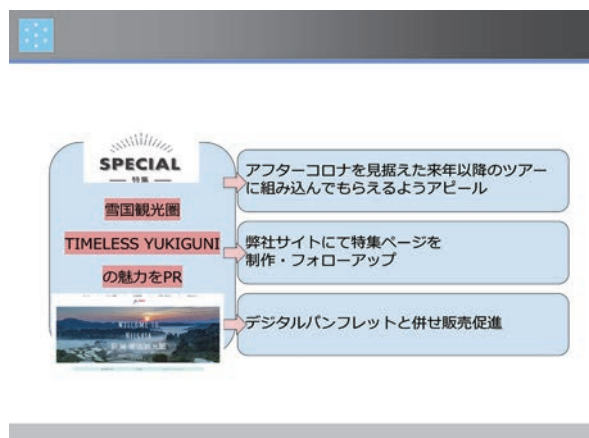 SPECIAL
特集
雪国観光圏
TIMELESS YUKIGUNI
の魅力をPR
WELCOME TO
アフターコロナを見据えた来年以降のツアー
に組み込んでもらえるようアピール
弊社サイトにて特集ページを
制作・フォローアップ
デジタルパンフレットと併せ販売促進